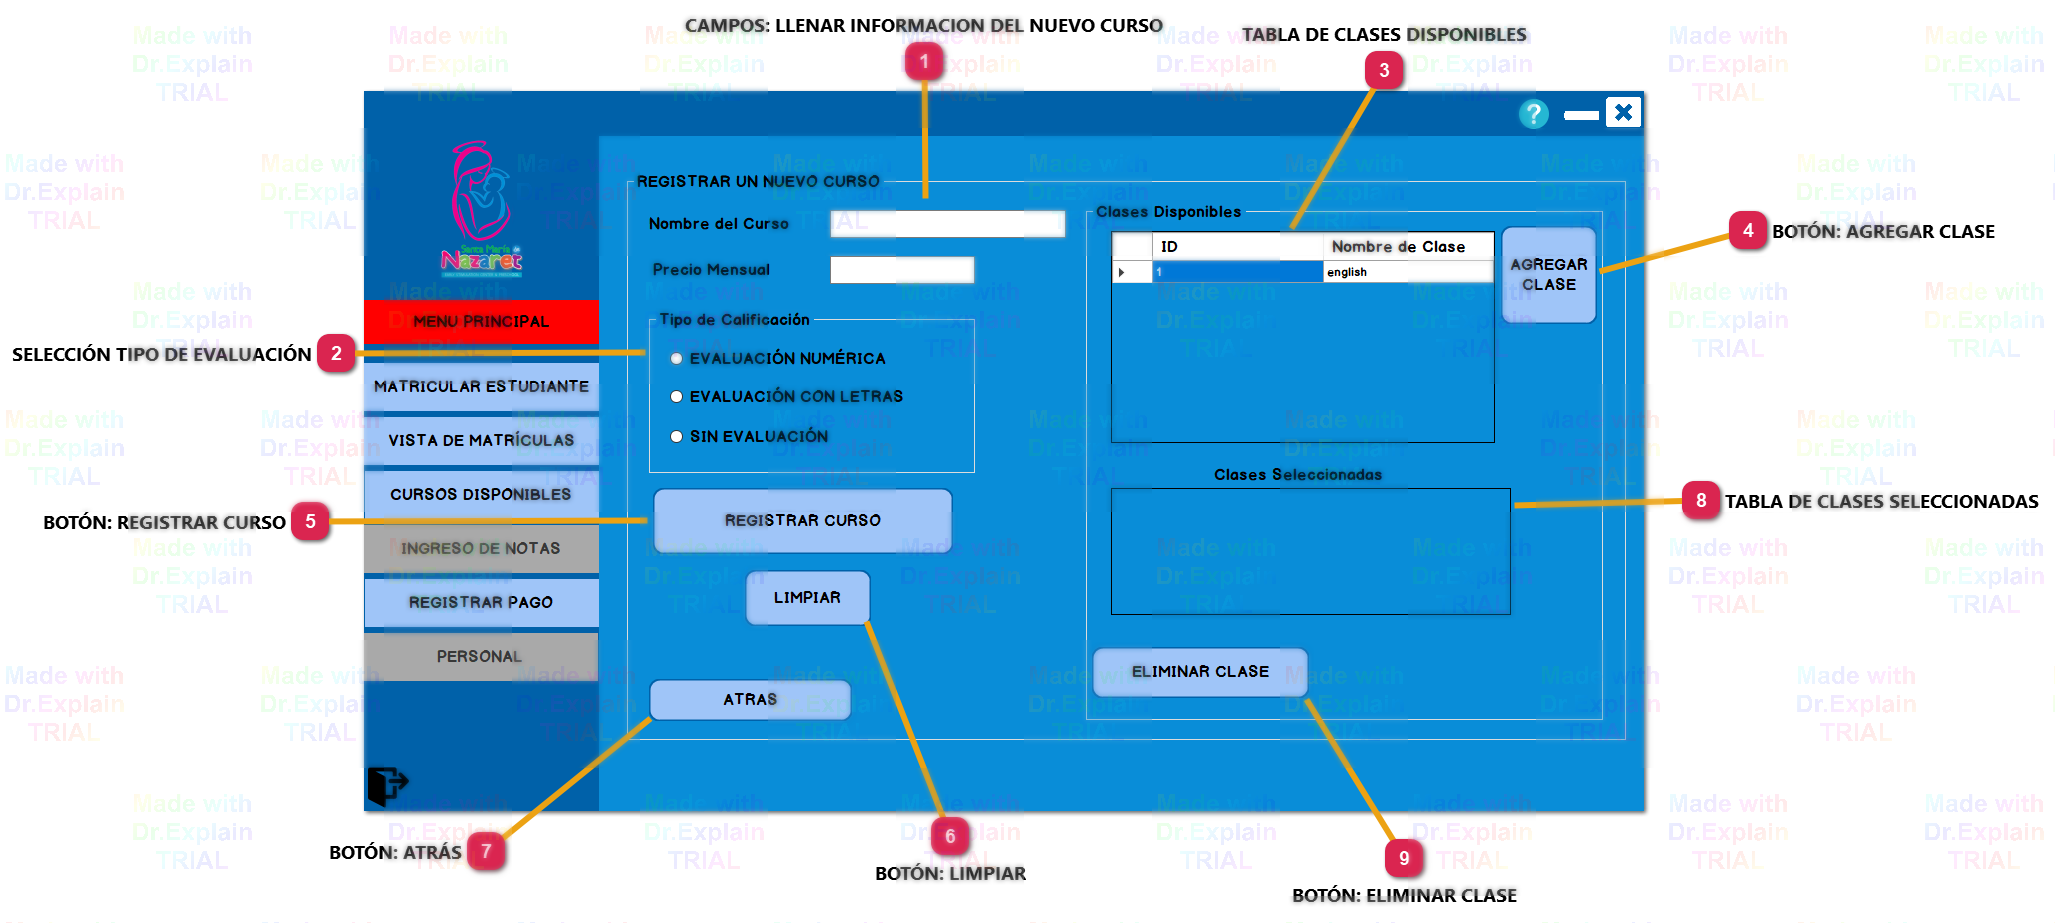 CAMPOS: LLENAR INFORMACION DEL NUEVO CURSO
1
TABLA DE CLASES DISPONIBLES
3
?
Santa María de
Nazaret
REGISTRAR UN NUEVO CURSO
Nombre del Curso
Precio Mensual
Clases Disponibles
ID Nombre de Clase
1 english
AGREGAR
CLASE
4 BOTÓN: AGREGAR CLASE
MENU PRINCIPAL
MATRICULAR ESTUDIANTE
VISTA DE MATRÍCULAS
CURSOS DISPONIBLES
INGRESO DE NOTAS
REGISTRAR PAGO
PERSONAL
SELECCIÓN TIPO DE EVALUACIÓN 2
Tipo de Calificación
EVALUACIÓN NUMÉRICA
EVALUACIÓN CON LETRAS
SIN EVALUACIÓN
Clases Seleccionadas
8 TABLA DE CLASES SELECCIONADAS
BOTÓN: REGISTRAR CURSO 5
REGISTRAR CURSO
LIMPIAR
ELIMINAR CLASE
ATRAS
BOTÓN: ATRÁS 7
6
BOTÓN: LIMPIAR
9
BOTÓN: ELIMINAR CLASE
Made with
Dr.Explain
TRIAL